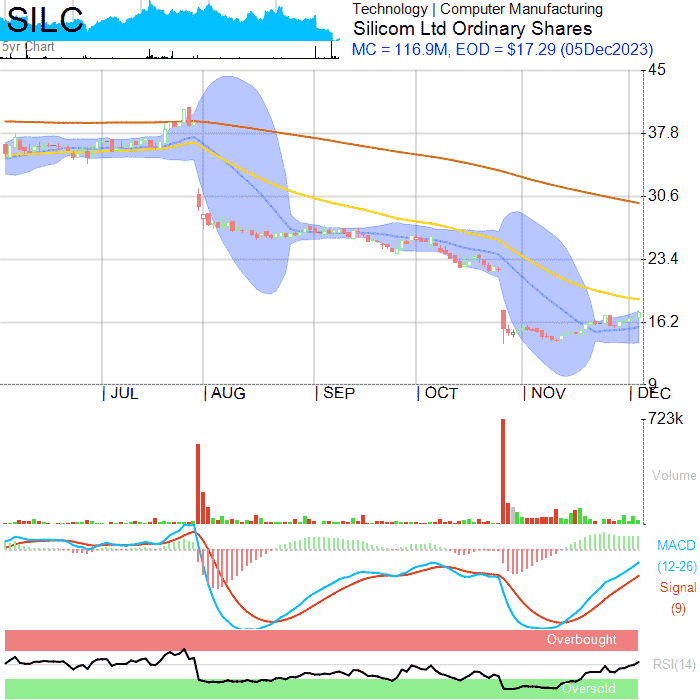 SILC
5yr Chart
Technology | Computer Manufacturing
Silicom Ltd Ordinary Shares
MC = 116.9M, EOD = $17.29 (05Dec2023)
45
37.8
30.6
23.4
16.2
9
JUL AUG SEP OCT NOV DEC
723k
Volume
MACD
(12-26)
Signal
(9)
Overbought
RSI(14)
Oversold